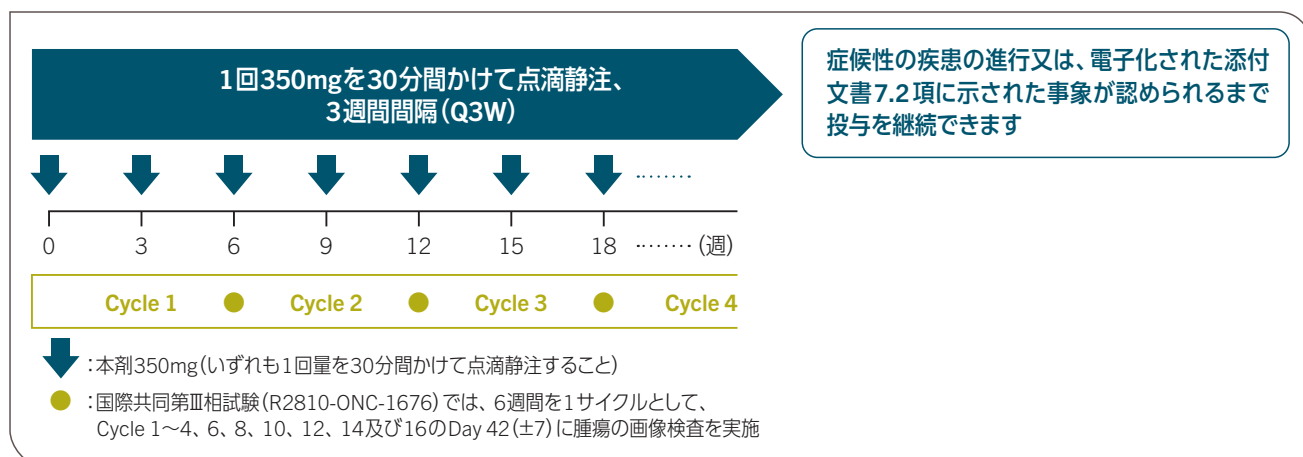 1回350mgを30分間かけて点滴静注、
3週間間隔(Q3W)
症候性の疾患の進行又は、電子化された添付
文書7.2項に示された事象が認められるまで
投与を継続できます
........
0 3 6 9 12 15 18 ........ (週)
Cycle 1 Cycle 2 Cycle 3 Cycle 4
:本剤350mg(いずれも1回量を30分間かけて点滴静注すること)
:国際共同第Ⅲ相試験(R2810-ONC-1676)では、6週間を1サイクルとして、
Cycle 1~4、6、8、10、12、14及び16のDay 42(±7)に腫瘍の画像検査を実施